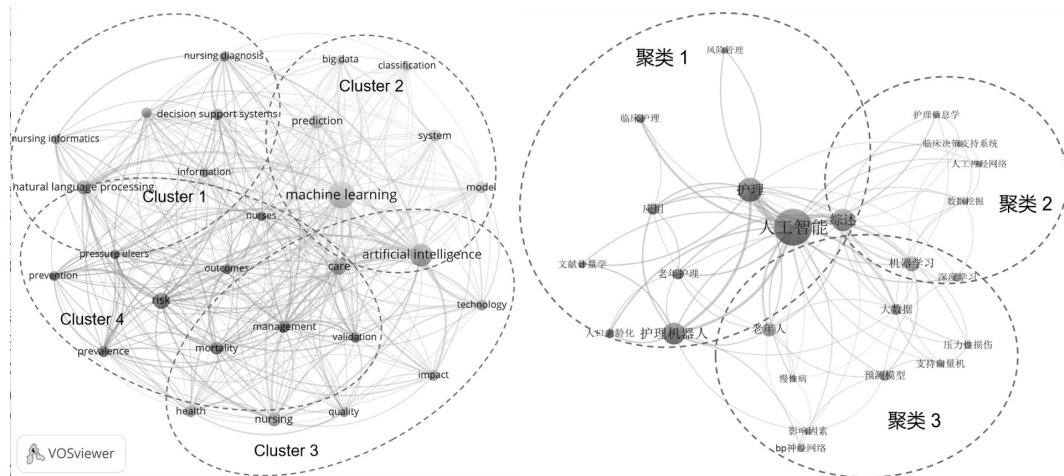 nursing diagnosis
big data
classification
Cluster 2
decision support systems
prediction
system
nursing informatics
information
natural language processing
Cluster 1
machine learning
model
nurses
pressure ulcers
outcomes
care
artificial intelligence
prevention
risk
technology
Cluster 4
management
validation
prevalence
mortality
impact
health
nursing
quality
Cluster 3
VOSviewer
聚类 1
风险管理
临床护理
护理信息学
临床决策支持系统
人工神经网络
护理
数据挖掘
聚类 2
应用
人工智能
综述
文献计量学
老年护理
机器学习
深度学习
大数据
人口老龄化
护理机器人
老年人
压力性损伤
支持向量机
慢性病
预测模型
聚类 3
影响因素
bp神经网络